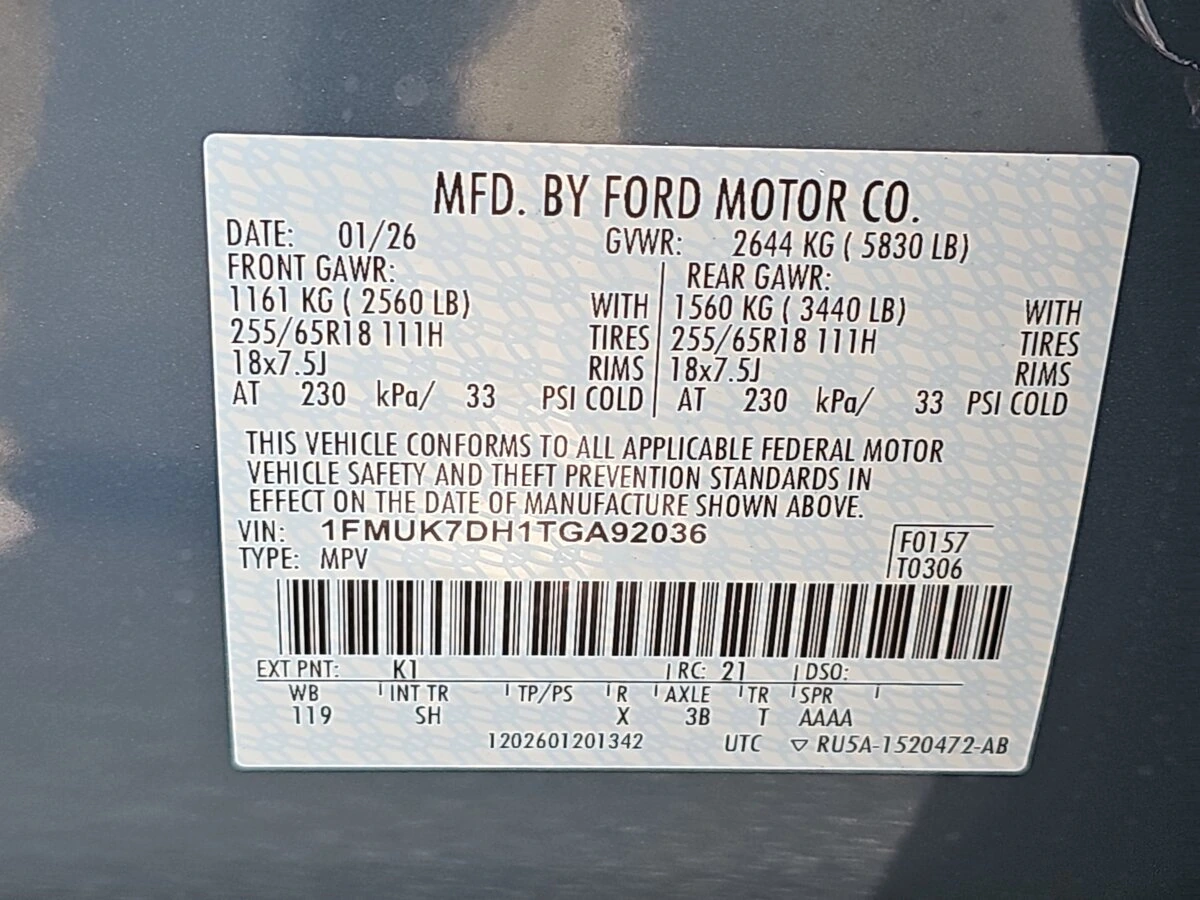 MFD. BY FORD MOTOR CO.
DATE: 01/26 GVWR: 2644 KG ( 5830 LB)
FRONT GAWR: REAR GAWR:
1161 KG ( 2560 LB) WITH 1560 KG ( 3440 LB) WITH
255/65R18 111H TIRES 255/65R18 111H TIRES
18x7.5J RIMS 18x7.5J RIMS
AT 230 kPa/ 33 PSI COLD AT 230 kPa/ 33 PSI COLD
THIS VEHICLE CONFORMS TO ALL APPLICABLE FEDERAL MOTOR
VEHICLE SAFETY AND THEFT PREVENTION STANDARDS IN
EFFECT ON THE DATE OF MANUFACTURE SHOWN ABOVE.
VIN: 1FMUK7DH1TGA92036 F0157
TYPE: MPV T0306
EXT PNT: K1 RC: 21 DSO:
WB INT TR TP/PS R AXLE TR SPR
119 SH X 3B T AAAA
1202601201342 UTC ▽ RU5A-1520472-AB